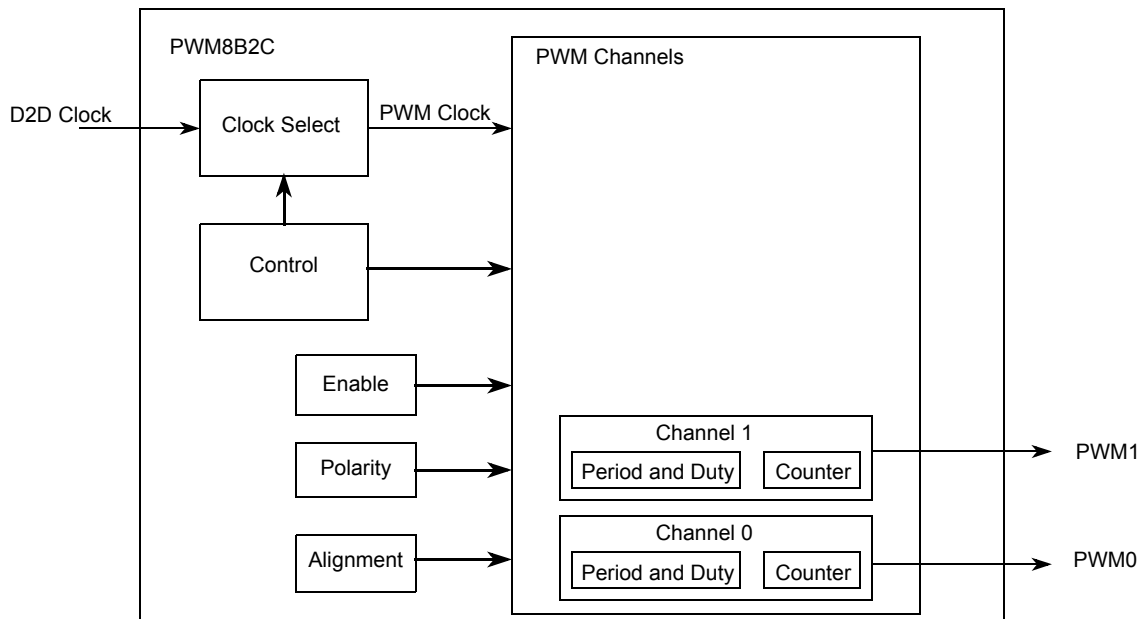 PWM8B2C
PWM Channels
D2D Clock
Clock Select
PWM Clock
Control
Enable
Channel 1
Period and Duty
Counter
PWM1
Polarity
Channel 0
Period and Duty
Counter
PWM0
Alignment